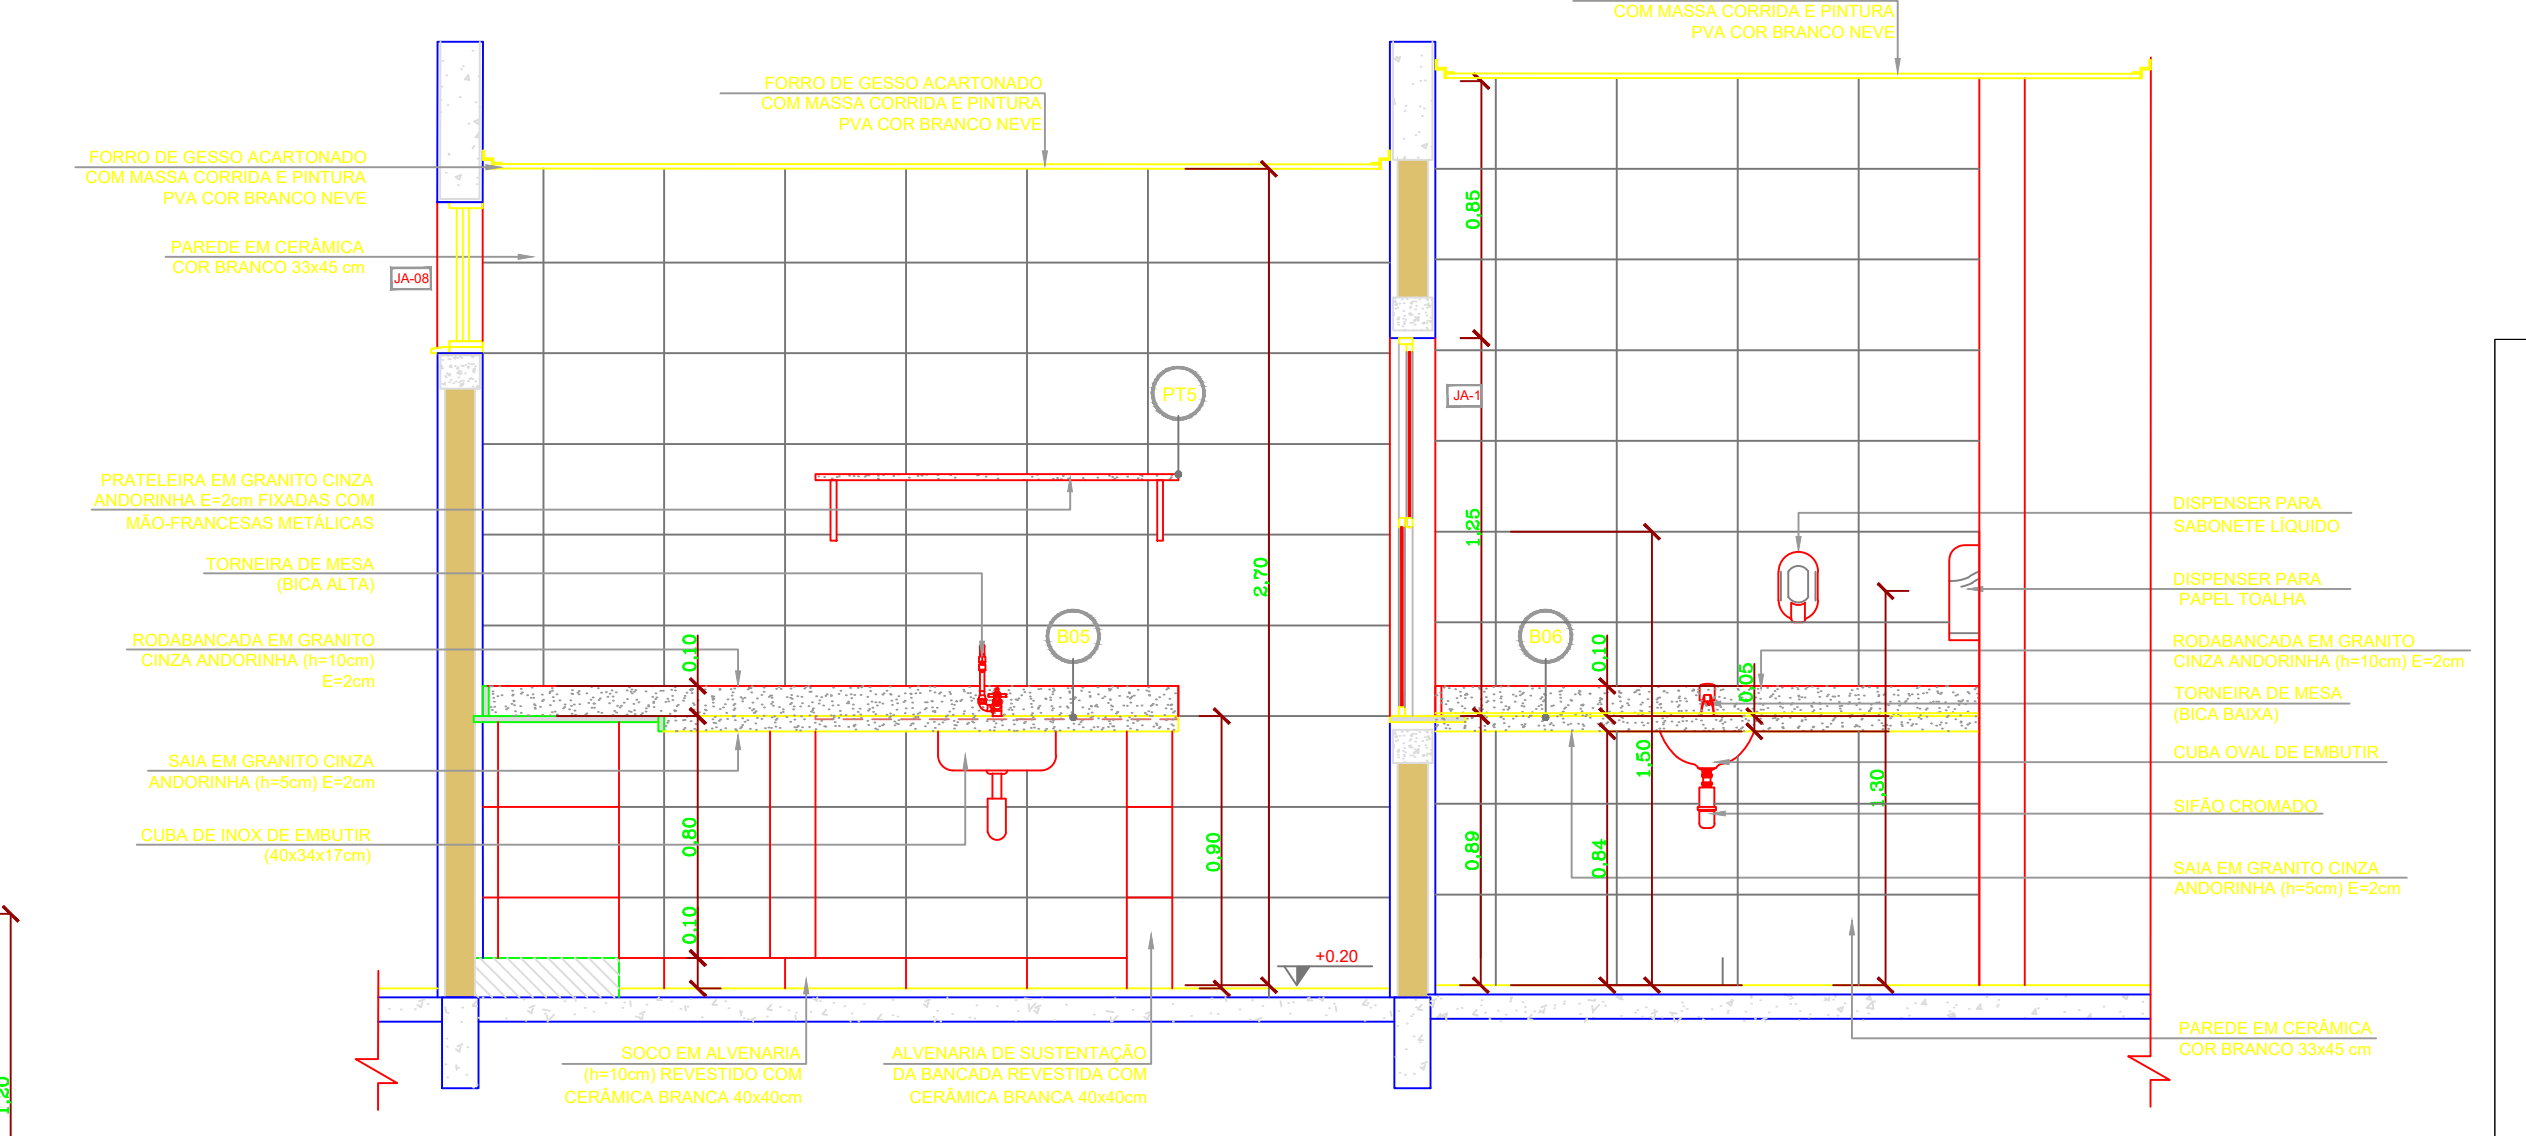 COM MASSA CORRIDA E PINTURA
PVA COR BRANCO NEVE
FORRO DE GESSO ACARTONADO
COM MASSA CORRIDA E PINTURA
PVA COR BRANCO NEVE
FORRO DE GESSO ACARTONADO
COM MASSA CORRIDA E PINTURA
PVA COR BRANCO NEVE
PAREDE EM CERÂMICA
COR BRANCO 33x45 cm
JA-08
PRATELEIRA EM GRANITO CINZA
ANDORINHA E=2cm FIXADAS COM
MÃO-FRANCESAS METÁLICAS
TORNEIRA DE MESA
(BICA ALTA)
RODABANCADA EM GRANITO
CINZA ANDORINHA (h=10cm)
E=2cm
SAIA EM GRANITO CINZA
ANDORINHA (h=5cm) E=2cm
CUBA DE INOX DE EMBUTIR
(40x34x17cm)
1.20
PT5
B05
0.10
0.80
0.10
0.90
2.70
+0.20
SOCO EM ALVENARIA
(h=10cm) REVESTIDO COM
CERÂMICA BRANCA 40x40cm
ALVENARIA DE SUSTENTAÇÃO
DA BANCADA REVESTIDA COM
CERÂMICA BRANCA 40x40cm
0.85
JA-1
1.25
0.89
B06
0.10
0.84
1.50
0.05
1.30
DISPENSER PARA
SABONETE LÍQUIDO
DISPENSER PARA
PAPEL TOALHA
RODABANCADA EM GRANITO
CINZA ANDORINHA (h=10cm) E=2cm
TORNEIRA DE MESA
(BICA BAIXA)
CUBA OVAL DE EMBUTIR
SIFÃO CROMADO
SAIA EM GRANITO CINZA
ANDORINHA (h=5cm) E=2cm
PAREDE EM CERÂMICA
COR BRANCO 33x45 cm